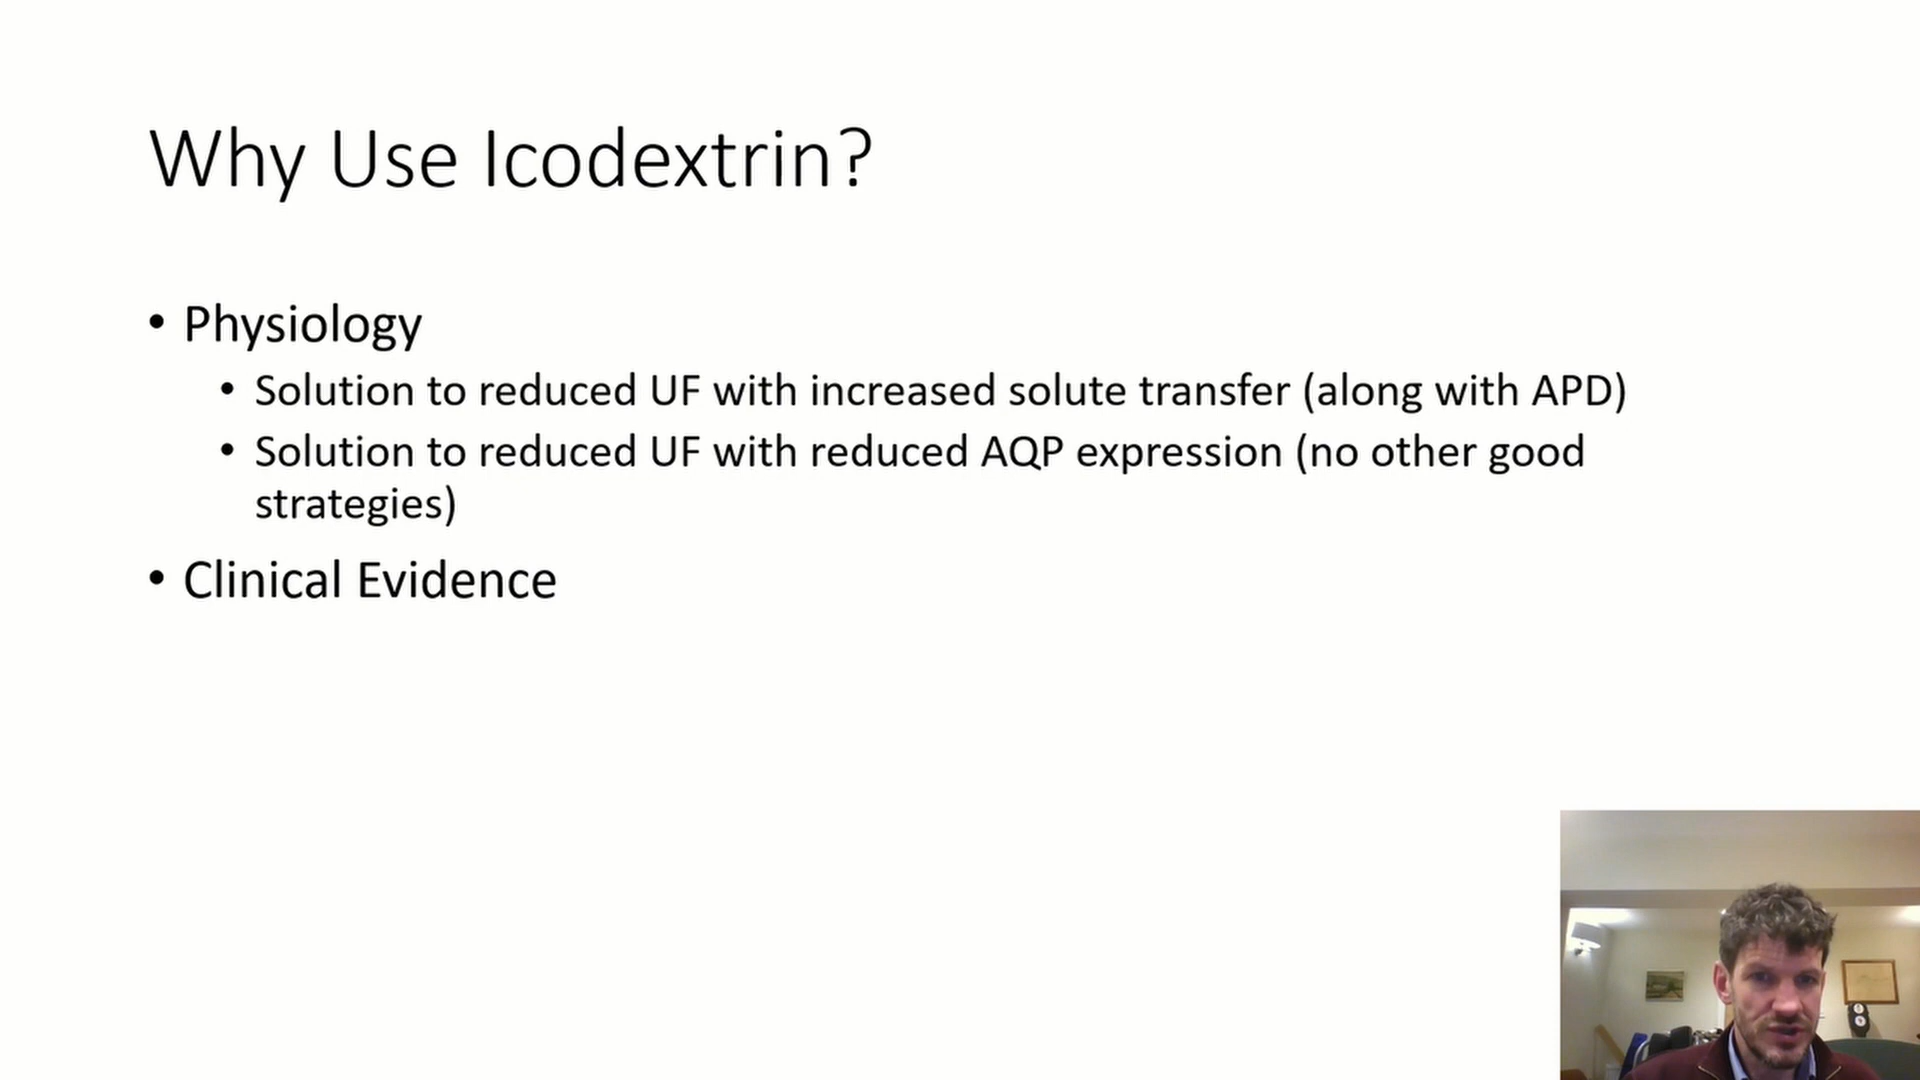 Why Use Icodextrin?
• Physiology
• Solution to reduced UF with increased solute transfer (along with APD)
• Solution to reduced UF with reduced AQP expression (no other good
strategies)
• Clinical Evidence